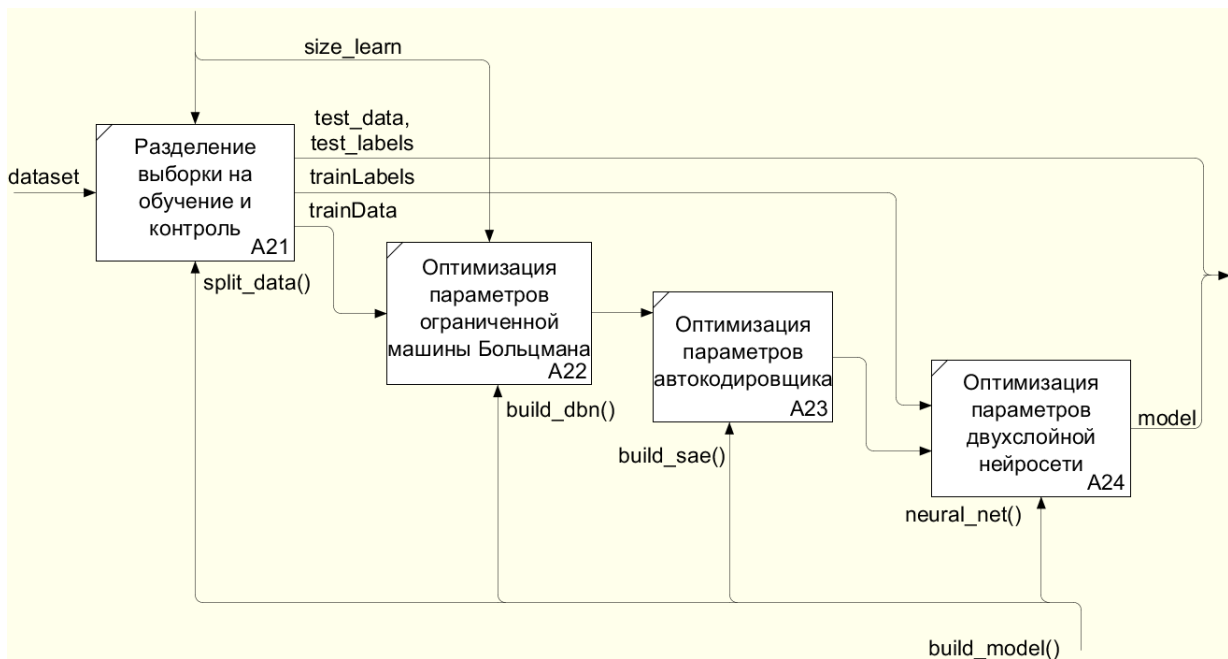 size_learn
test_data,
test_labels
Разделение
выборки на
обучение и
контроль
A21
dataset
trainLabels
trainData
split_data()
Оптимизация
параметров
ограниченной
машины Больцмана
A22
build_dbn()
Оптимизация
параметров
автокодировщика
A23
build_sae()
Оптимизация
параметров
двухслойной
нейросети
A24
model
neural_net()
build_model()